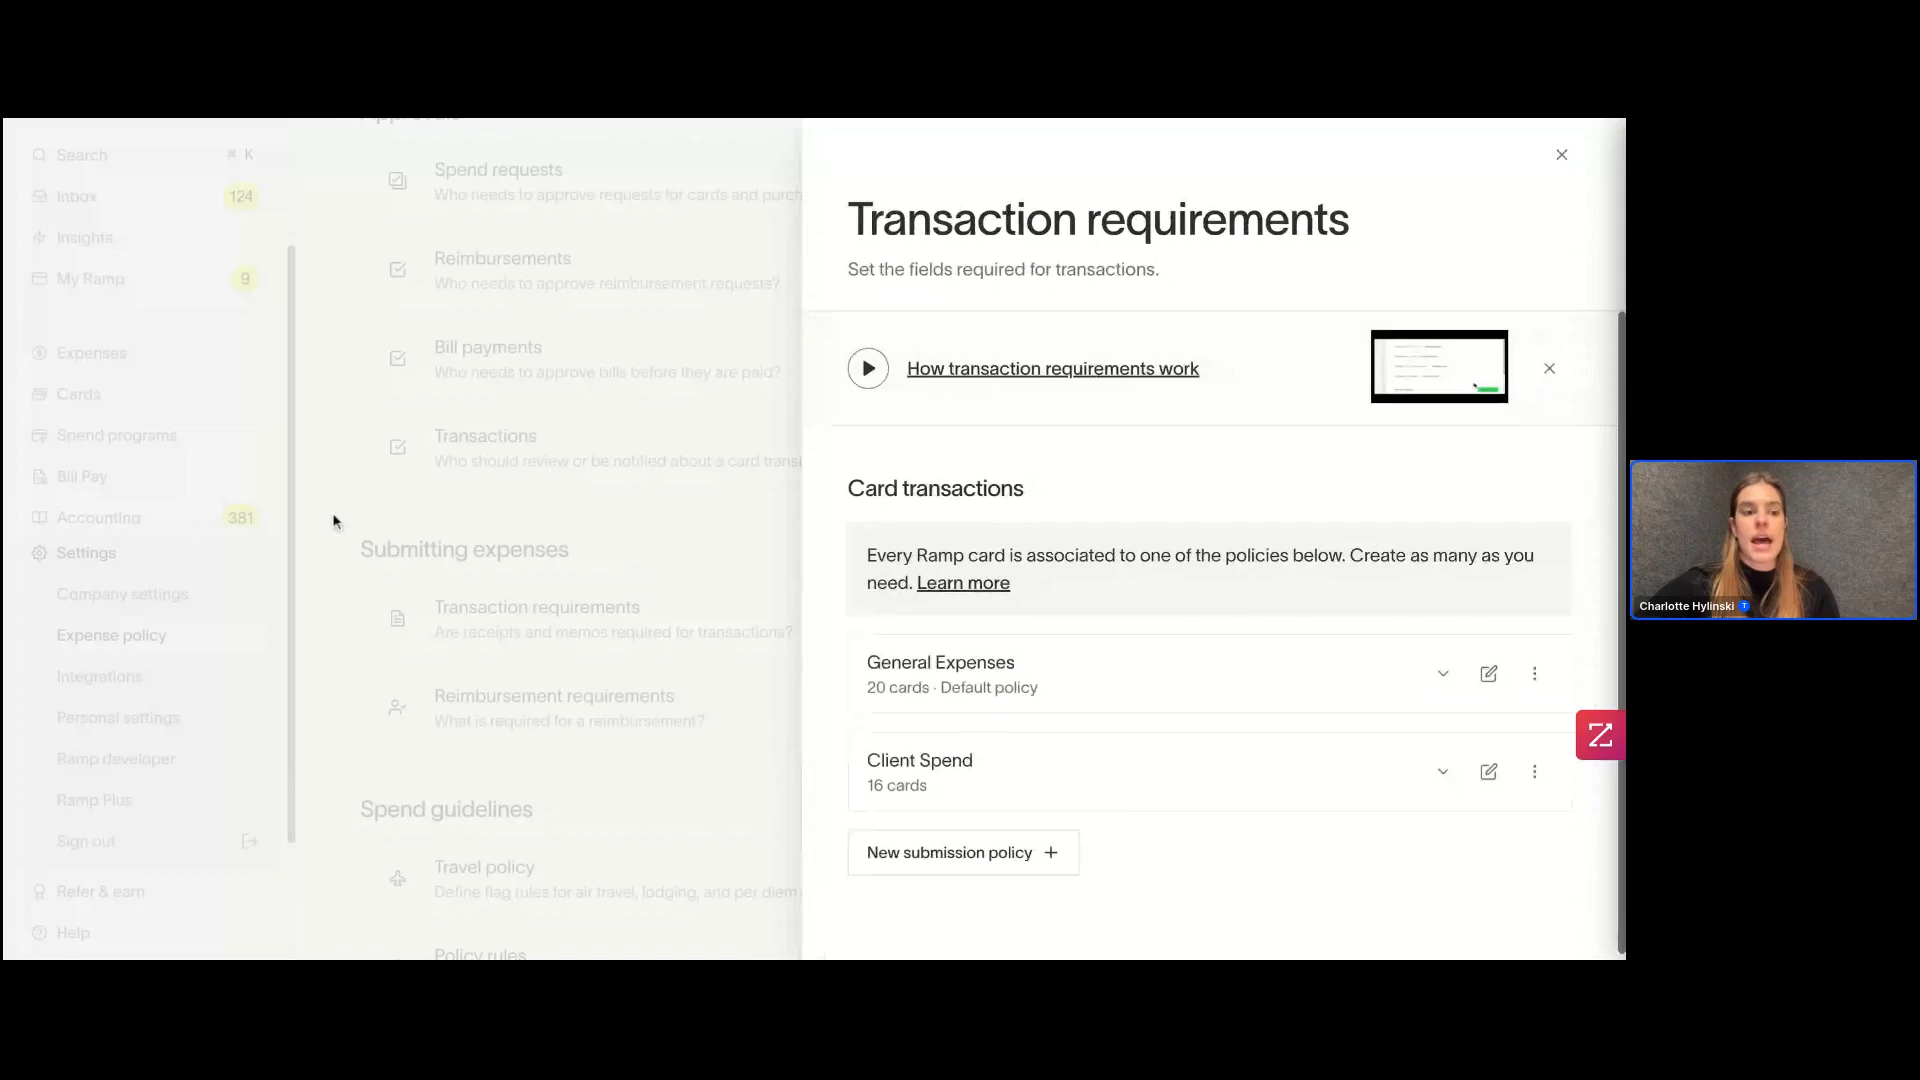 Search
⌘ K
Inbox
124
Insights
My Ramp
9
Expenses
Cards
Spend programs
Bill Pay
Accounting
381
Settings
Company settings
Expense policy
Integrations
Personal settings
Ramp developer
Ramp Plus
Sign out
Refer & earn
Help
Approvals
Spend requests
Who needs to approve requests for cards and purch
Reimbursements
Who needs to approve reimbursement requests?
Bill payments
Who needs to approve bills before they are paid?
Transactions
Who should review or be notified about a card trans
Submitting expenses
Transaction requirements
Are receipts and memos required for transactions?
Reimbursement requirements
What is required for a reimbursement?
Spend guidelines
Travel policy
Define flag rules for air travel, lodging, and per diem
Policy rules
Transaction requirements
Set the fields required for transactions.
How transaction requirements work
Card transactions
Every Ramp card is associated to one of the policies below. Create as many as you
need. Learn more
General Expenses
20 cards · Default policy
Client Spend
16 cards
New submission policy +
Charlotte Hylinski